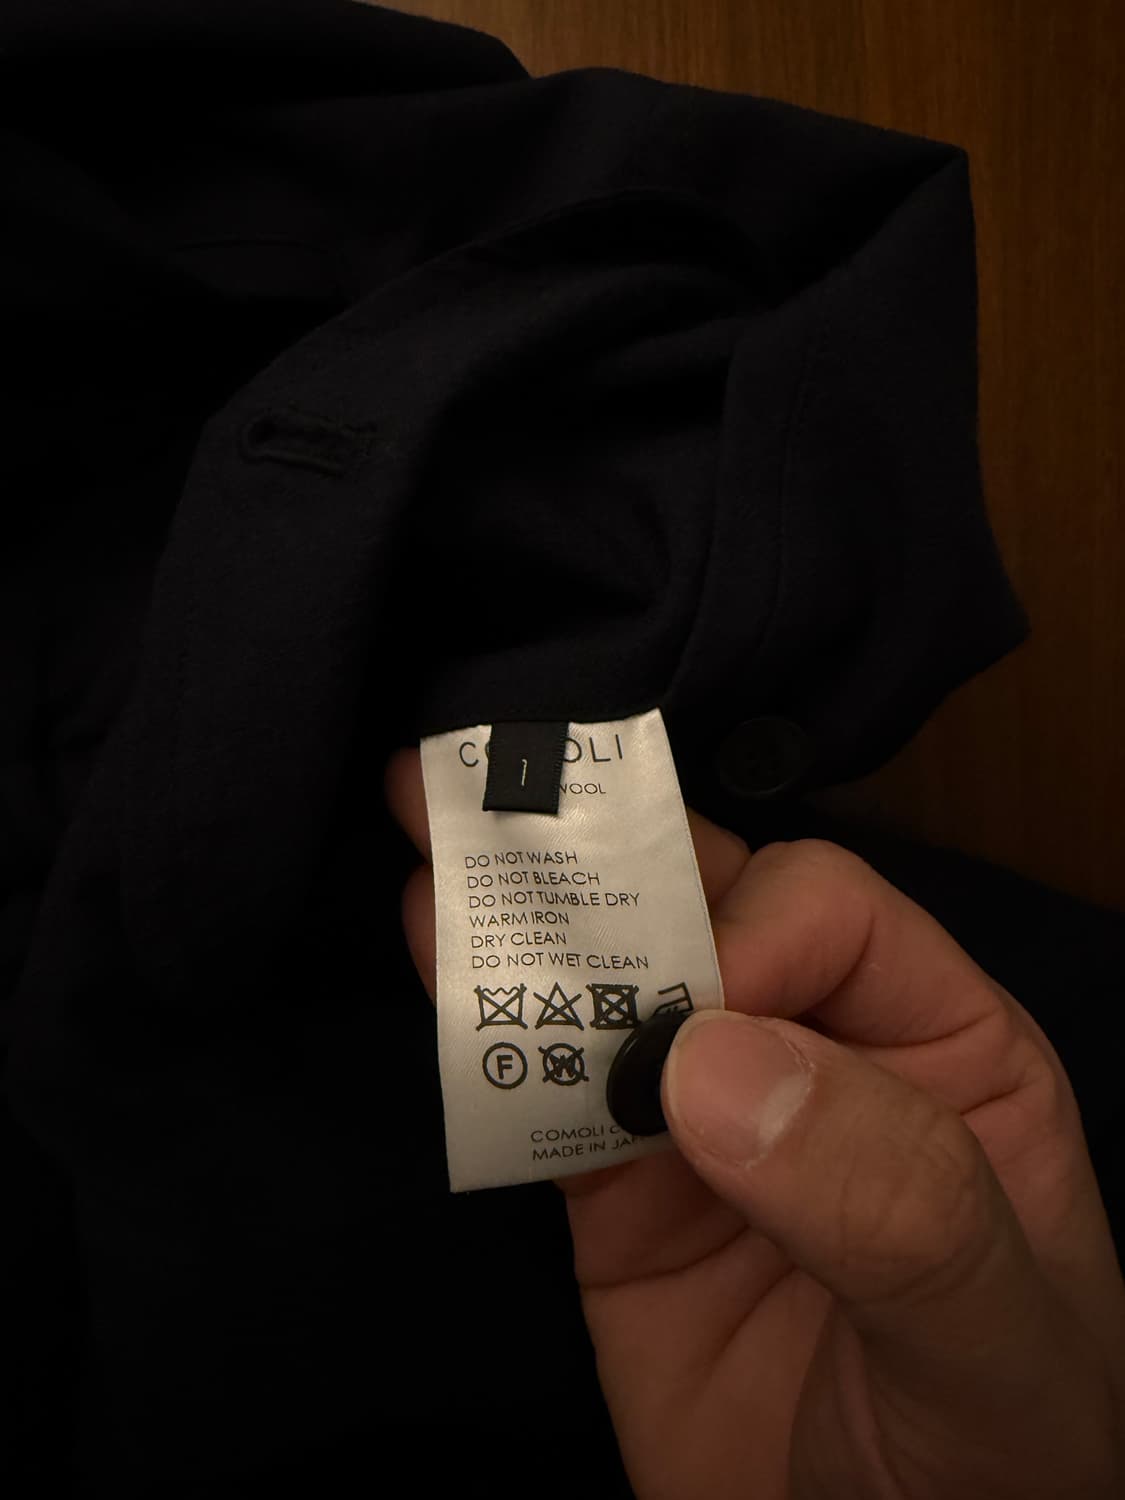 1
WOOL
DO NOT WASH
DO NOT BLEACH
DO NOT TUMBLE DRY
WARM IRON
DRY CLEAN
DO NOT WET CLEAN
F
W
COMOLI
MADE IN